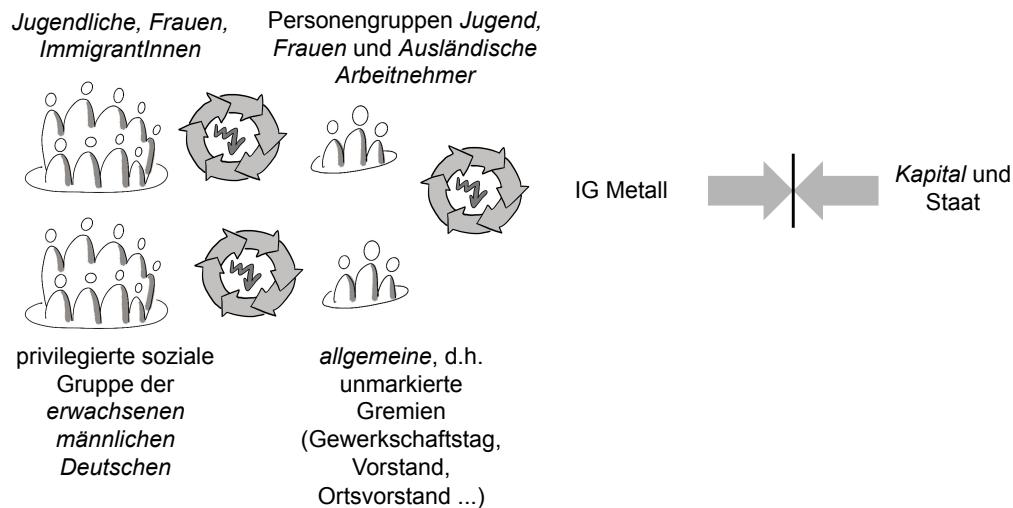 Jugendliche, Frauen,
ImmigrantInnen
Personengruppen Jugend,
Frauen und Ausländische
Arbeitnehmer
IG Metall
Kapital und
Staat
privilegierte soziale
Gruppe der
erwachsenen
männlichen
Deutschen
allgemeine, d.h.
unmarkierte
Gremien
(Gewerkschaftstag,
Vorstand,
Ortsvorstand ...)